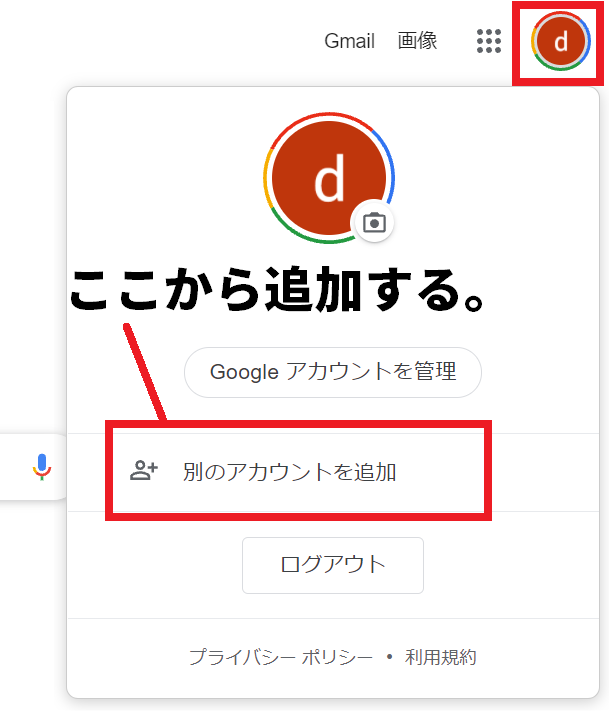 Gmail 画像
d
d
ここから追加する。
Google アカウントを管理
別のアカウントを追加
ログアウト
プライバシー ポリシー • 利用規約